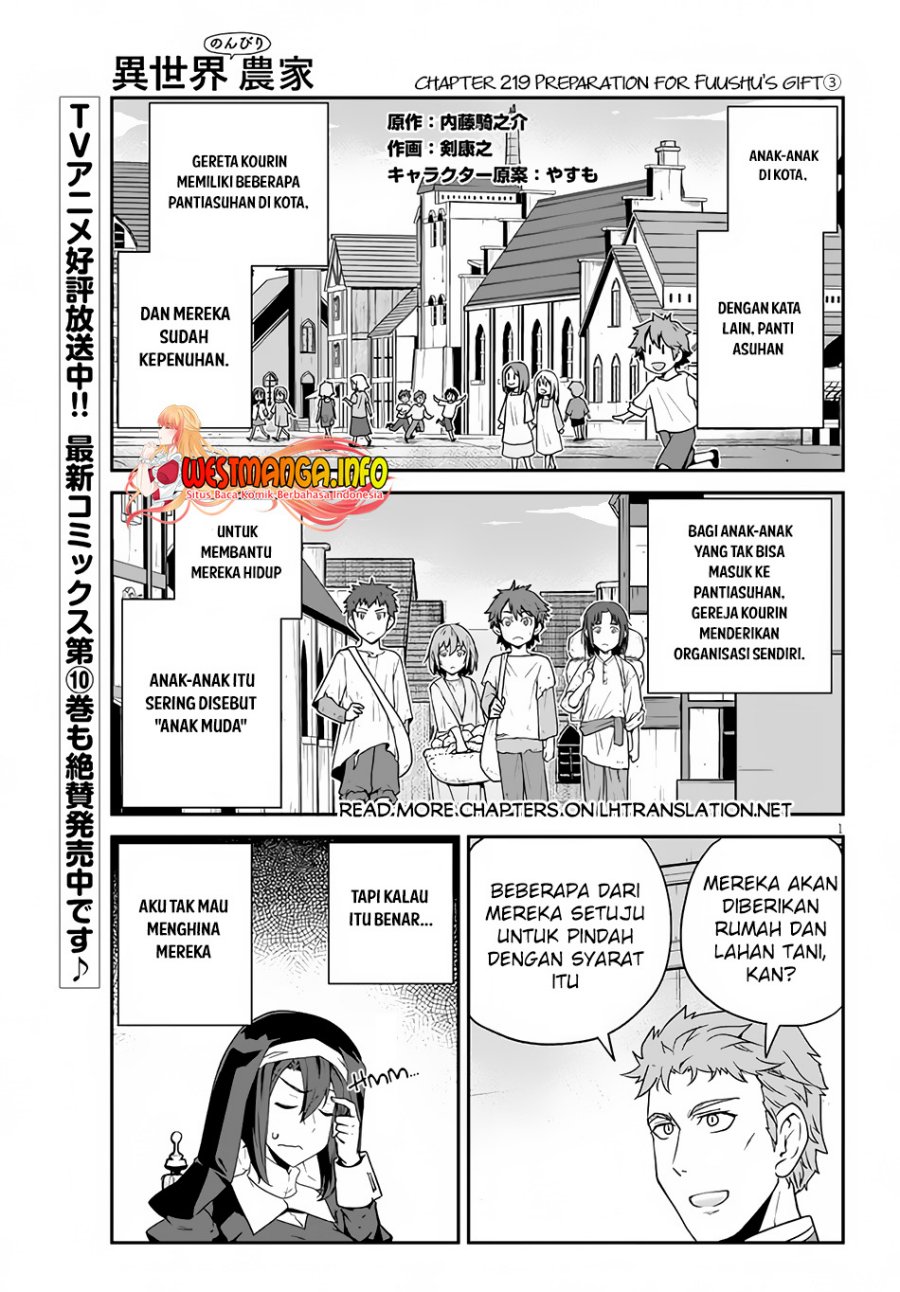 のんびり
異世界 農家
CHAPTER 219 PREPARATION FOR FUUSHU'S GIFT③
TVアニメ好評放送中!! 最新コミックス第⑩巻も絶賛発売中です♪
原作：内藤騎之介
作画：剣康之
キャラクター原案：やすも
ANAK-ANAK
DI KOTA,
DENGAN KATA
LAIN, PANTI
ASUHAN
GERETA KOURIN
MEMILIKI BEBERAPA
PANTIASUHAN DI KOTA,
DAN MEREKA
SUDAH
KEPENUHAN.
WESTMANGA.INFO
Situs Baca Komik Berbahasa Indonesia
BAGI ANAK-ANAK
YANG TAK BISA
MASUK KE
PANTIASUHAN,
GEREJA KOURIN
MENDERIKAN
ORGANISASI SENDIRI.
UNTUK
MEMBANTU
MEREKA HIDUP
ANAK-ANAK ITU
SERING DISEBUT
"ANAK MUDA"
READ MORE CHAPTERS ON LHTRANSLATION.NET
1
MEREKA AKAN
DIBERIKAN
RUMAH DAN
LAHAN TANI,
KAN?
BEBERAPA DARI
MEREKA SETUJU
UNTUK PINDAH
DENGAN SYARAT
ITU
TAPI KALAU
ITU BENAR...
AKU TAK MAU
MENGHINA
MEREKA
HMM...